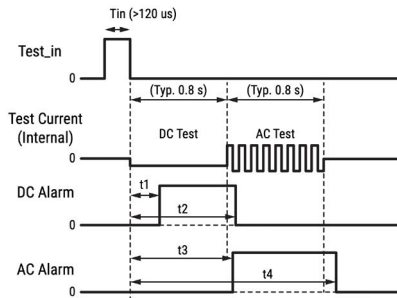 Tin (>120 us)
Test_in
0
(Typ. 0.8 s) (Typ. 0.8 s)
Test Current
(Internal)
DC Test AC Test
0
DC Alarm
t1
t2
0
t3
AC Alarm
t4
0